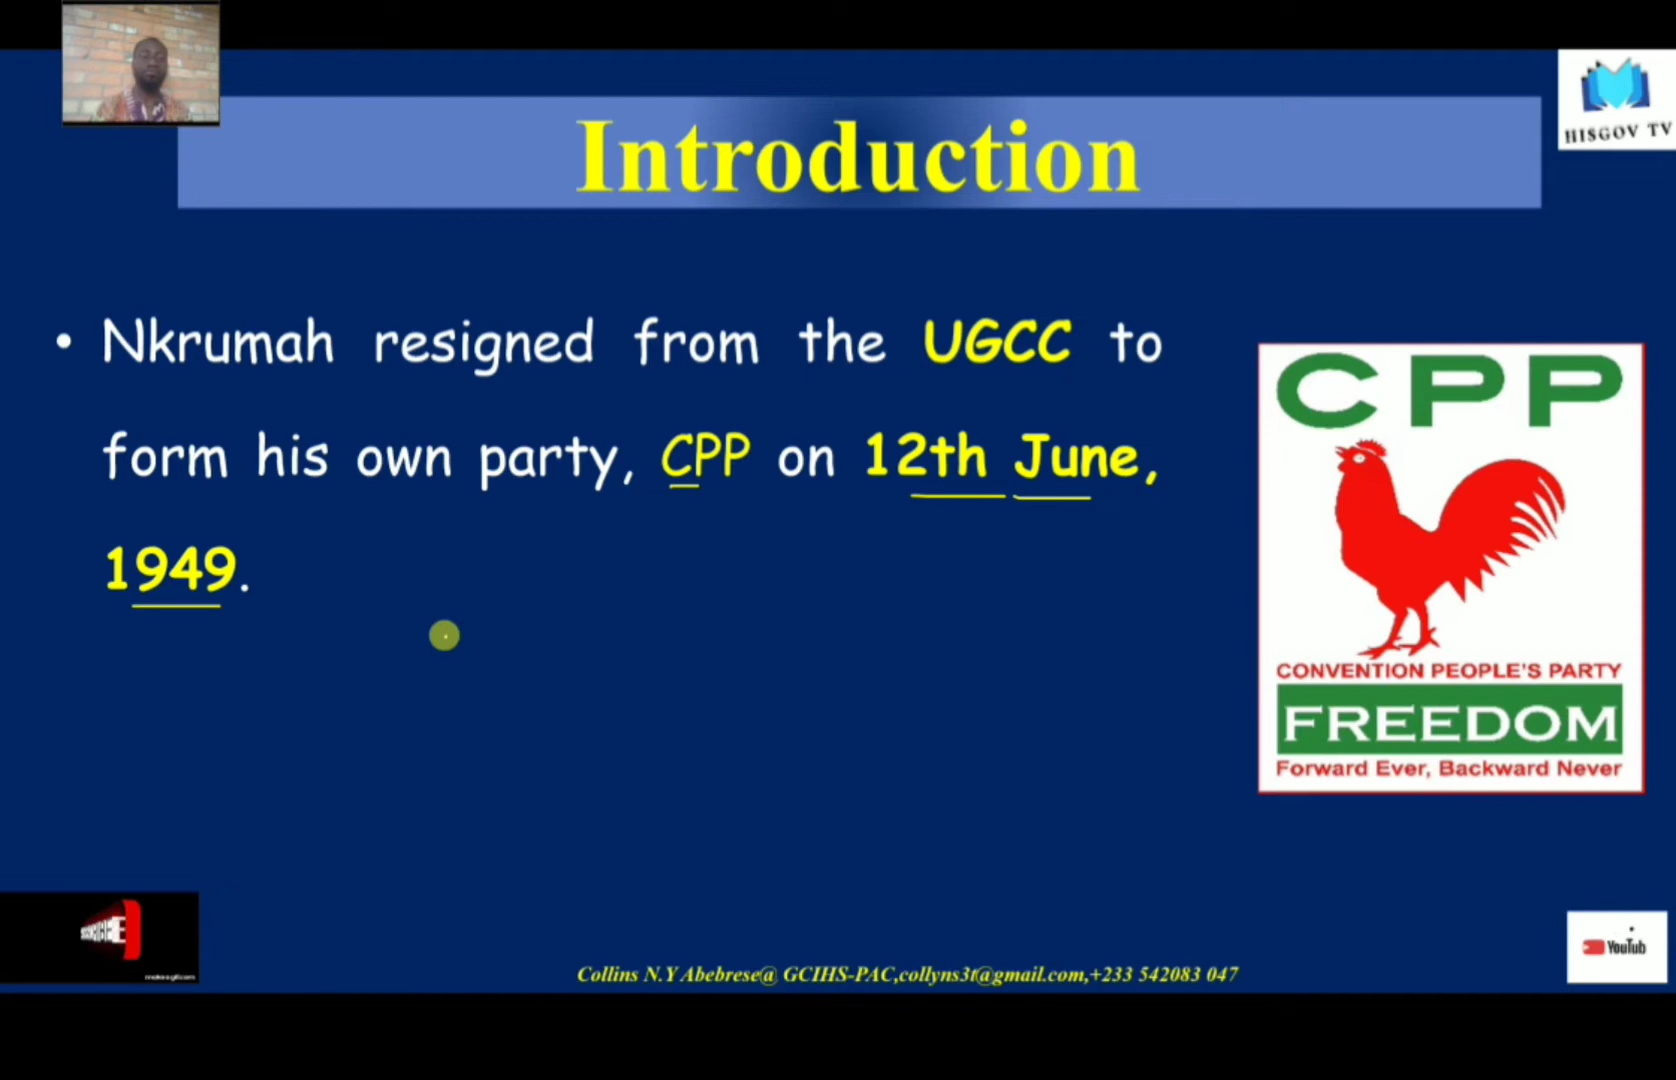 Introduction
HISGOV TV
• Nkrumah resigned from the UGCC to
form his own party, CPP on 12th June,
1949.
CPP
CONVENTION PEOPLE'S PARTY
FREEDOM
Forward Ever, Backward Never
Collins N.Y Abebrese@ GCIHS-PAC,collyns3t@gmail.com,+233 542083 047
YouTub